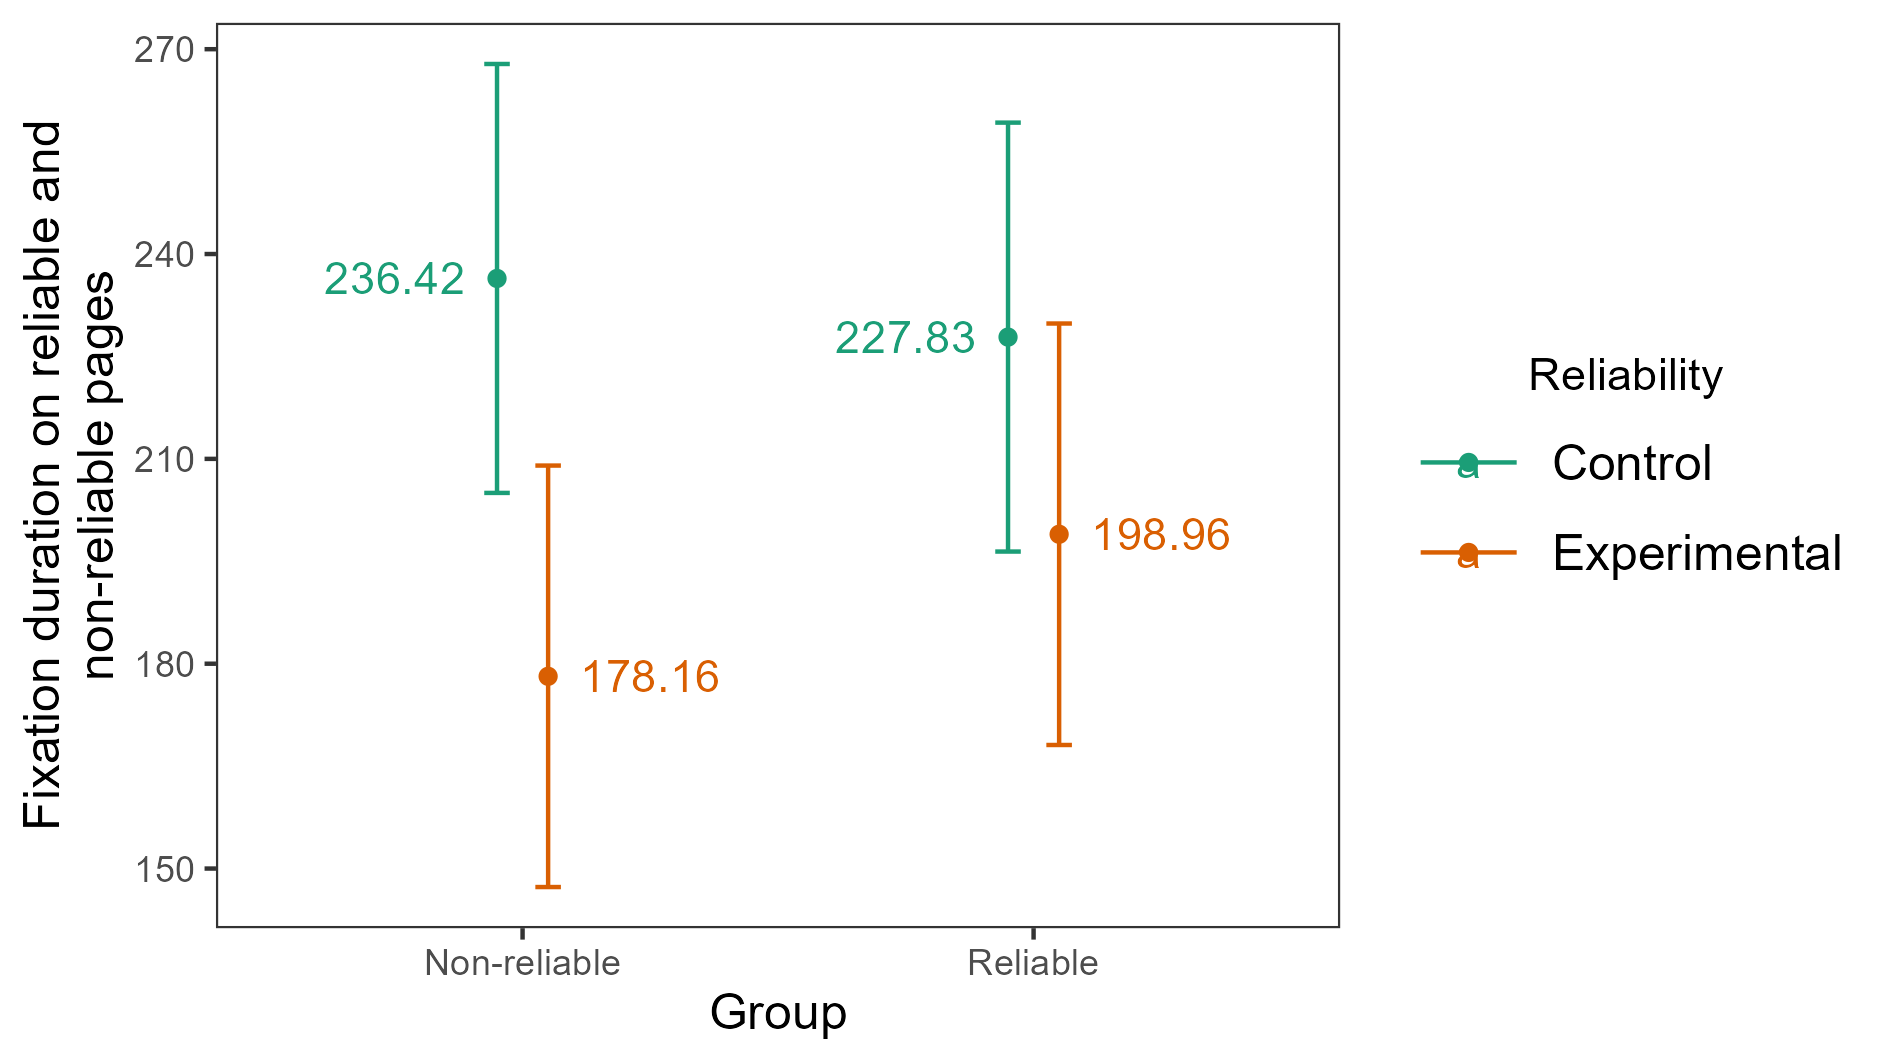 Fixation duration on reliable and
non-reliable pages
270
240
210
180
150
236.42
178.16
227.83
198.96
Non-reliable
Reliable
Group
Reliability
a Control
a Experimental